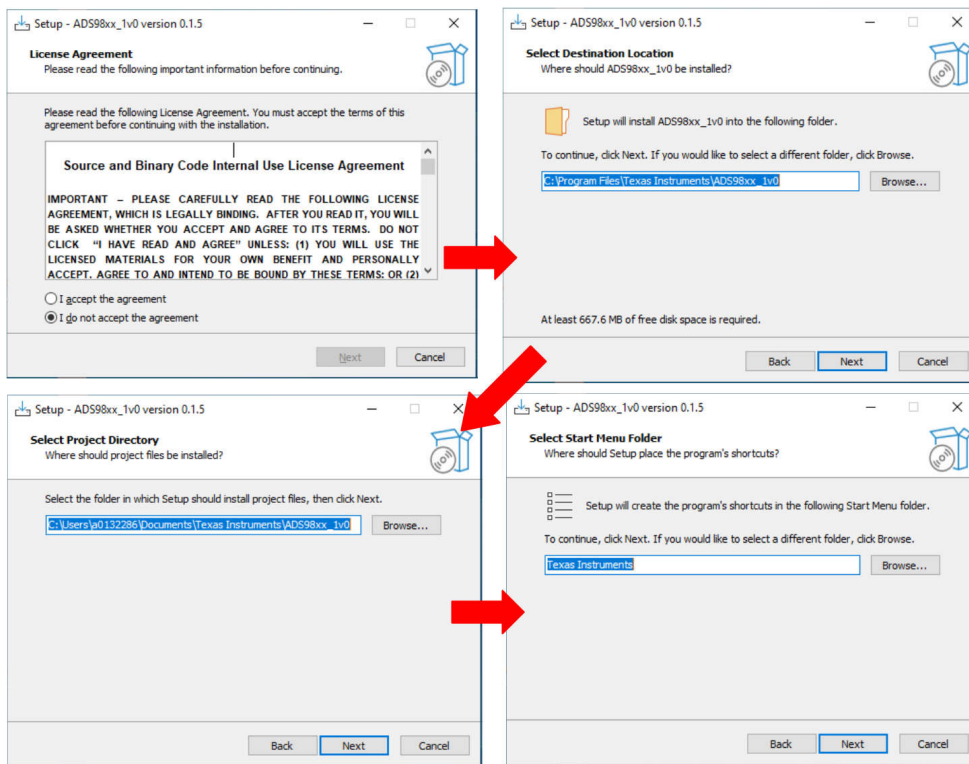 Setup - ADS98xx_1v0 version 0.1.5
License Agreement
Please read the following important information before continuing.
Please read the following License Agreement. You must accept the terms of this
agreement before continuing with the installation.
Source and Binary Code Internal Use License Agreement
IMPORTANT – PLEASE CAREFULLY READ THE FOLLOWING LICENSE
AGREEMENT, WHICH IS LEGALLY BINDING. AFTER YOU READ IT, YOU WILL
BE ASKED WHETHER YOU ACCEPT AND AGREE TO ITS TERMS. DO NOT
CLICK “I HAVE READ AND AGREE” UNLESS: (1) YOU WILL USE THE
LICENSED MATERIALS FOR YOUR OWN BENEFIT AND PERSONALLY
ACCEPT, AGREE TO AND INTEND TO BE BOUND BY THESE TERMS; OR (2)
I accept the agreement
I do not accept the agreement
Next
Cancel
Setup - ADS98xx_1v0 version 0.1.5
Select Destination Location
Where should ADS98xx_1v0 be installed?
Setup will install ADS98xx_1v0 into the following folder.
To continue, click Next. If you would like to select a different folder, click Browse.
C:\Program Files\Texas Instruments\ADS98xx_1v0
Browse...
At least 667.6 MB of free disk space is required.
Back
Next
Cancel
Setup - ADS98xx_1v0 version 0.1.5
Select Project Directory
Where should project files be installed?
Select the folder in which Setup should install project files, then click Next.
C:\Users\a0132286\Documents\Texas Instruments\ADS98xx_1v0
Browse...
Back
Next
Cancel
Setup - ADS98xx_1v0 version 0.1.5
Select Start Menu Folder
Where should Setup place the program's shortcuts?
Setup will create the program's shortcuts in the following Start Menu folder.
To continue, click Next. If you would like to select a different folder, click Browse.
Texas Instruments
Browse...
Back
Next
Cancel